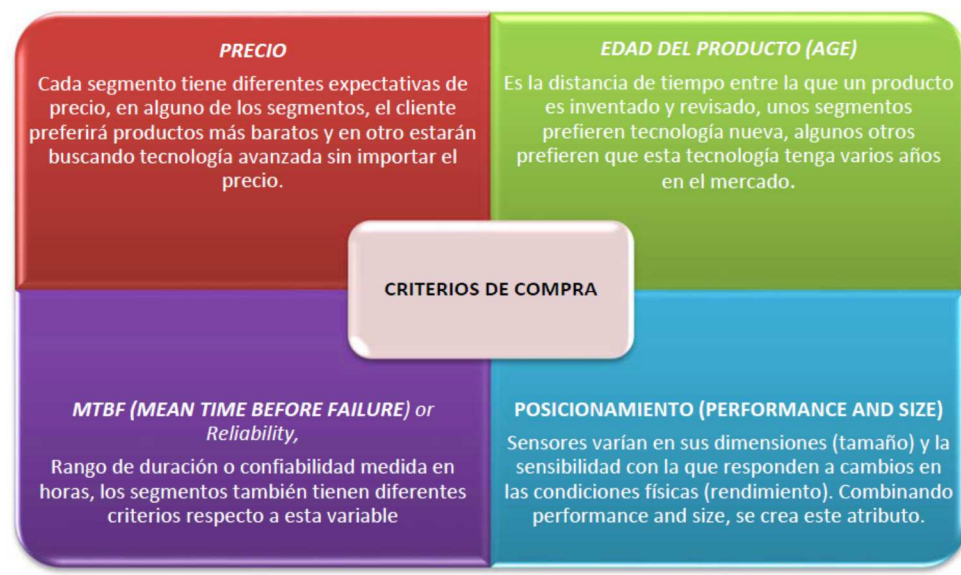 PRECIO
Cada segmento tiene diferentes expectativas de
precio, en alguno de los segmentos, el cliente
preferirá productos más baratos y en otro estarán
buscando tecnología avanzada sin importar el
precio.
EDAD DEL PRODUCTO (AGE)
Es la distancia de tiempo entre la que un producto
es inventado y revisado, unos segmentos
prefieren tecnología nueva, algunos otros
prefieren que esta tecnología tenga varios años
en el mercado.
CRITERIOS DE COMPRA
MTBF (MEAN TIME BEFORE FAILURE) or
Reliability,
Rango de duración o confiabilidad medida en
horas, los segmentos también tienen diferentes
criterios respecto a esta variable
POSICIONAMIENTO (PERFORMANCE AND SIZE)
Sensores varían en sus dimensiones (tamaño) y la
sensibilidad con la que responden a cambios en
las condiciones físicas (rendimiento). Combinando
performance and size, se crea este atributo.